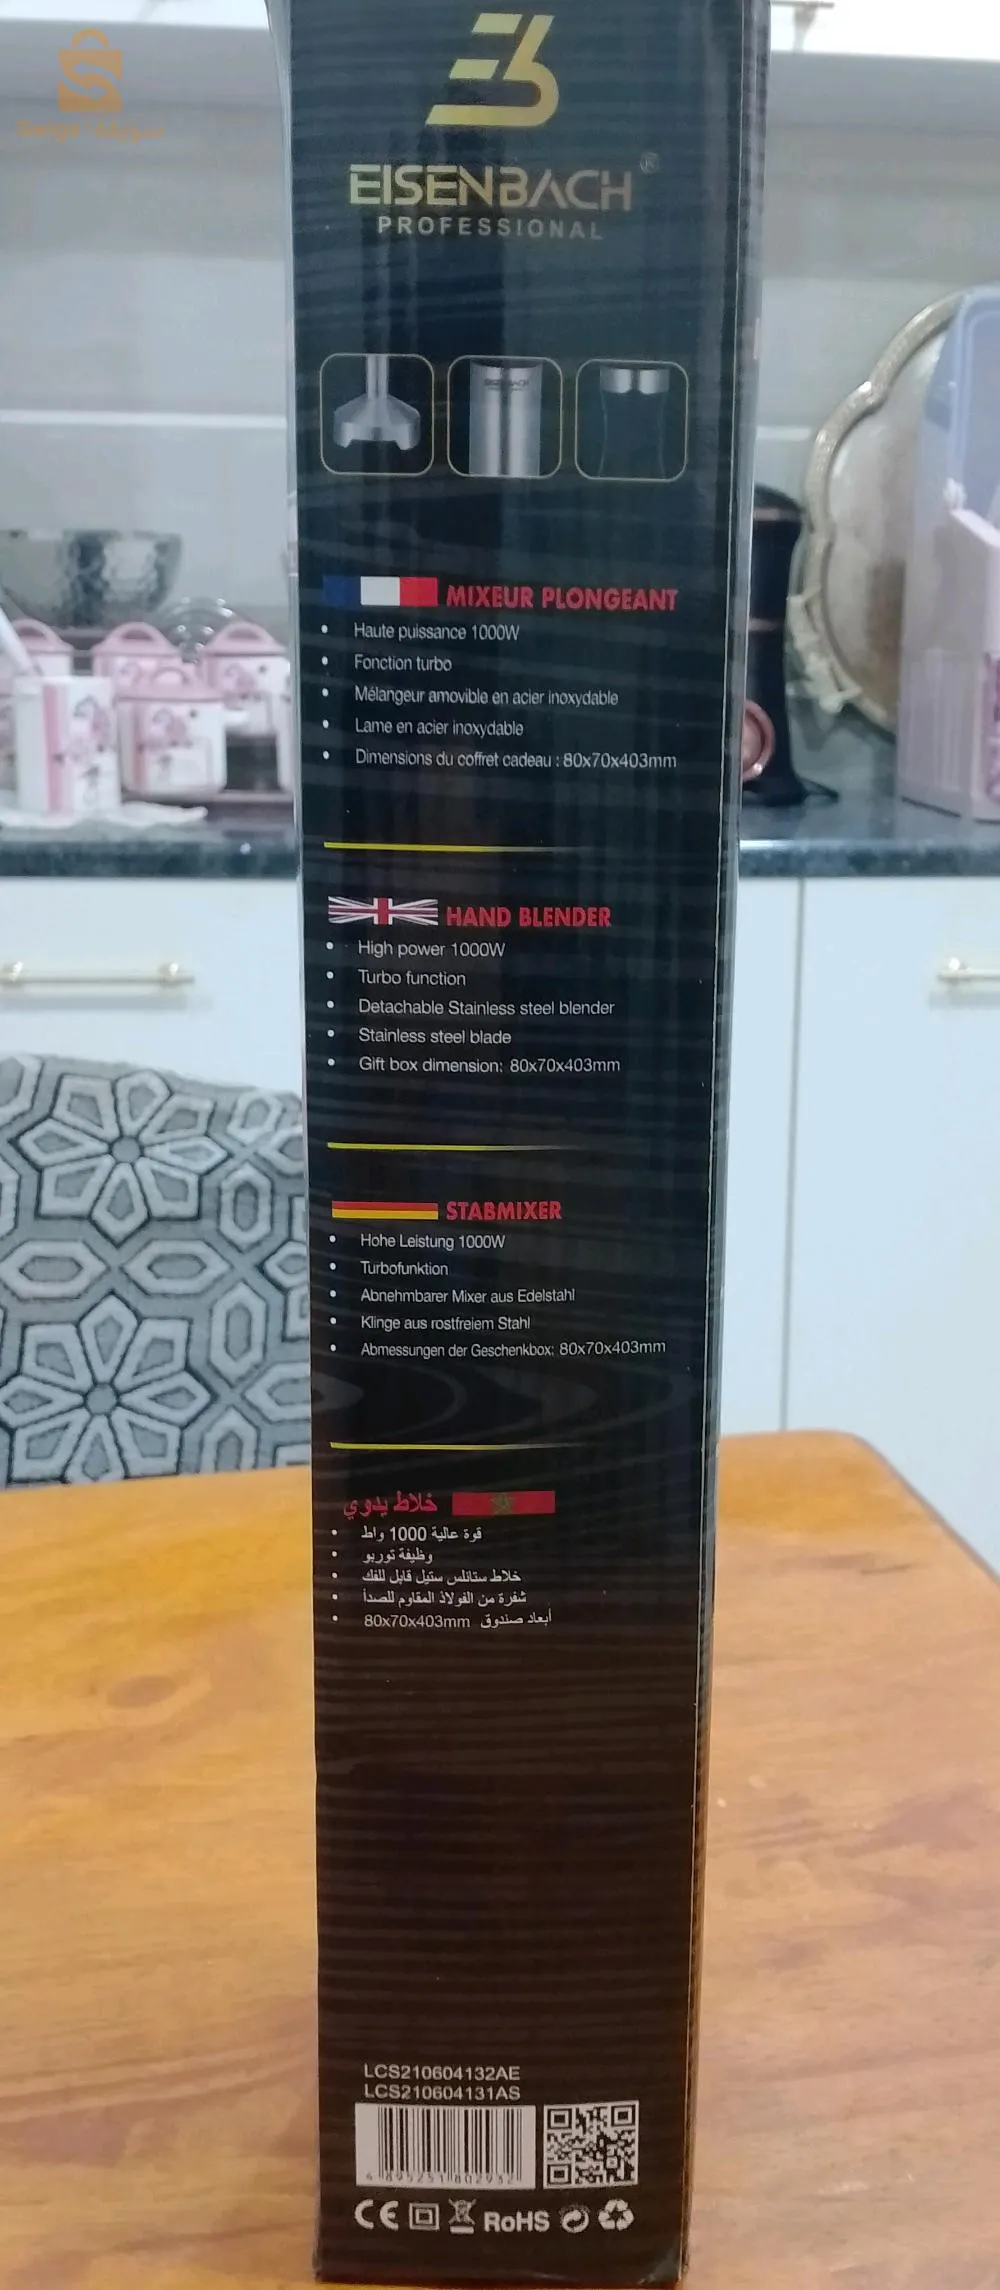 EISENBACH®
PROFESSIONAL
EISENBACH
MIXEUR PLONGEANT
• Haute puissance 1000W
• Fonction turbo
• Mélangeur amovible en acier inoxydable
• Lame en acier inoxydable
• Dimensions du coffret cadeau : 80x70x403mm
HAND BLENDER
• High power 1000W
• Turbo function
• Detachable Stainless steel blender
• Stainless steel blade
• Gift box dimension: 80x70x403mm
STABMIXER
• Hohe Leistung 1000W
• Turbofunktion
• Abnehmbarer Mixer aus Edelstahl
• Klinge aus rostfreiem Stahl
• Abmessungen der Geschenkbox: 80x70x403mm
خلاط يدوي
• قوة عالية 1000 واط
• وظيفة توربو
• خلاط ستانلس ستيل قابل للفك
• شفرة من الفولاذ المقاوم للصدأ
• أبعاد صندوق 80x70x403mm
LCS210604132AE
LCS210604131AS
4 895251 802932
CE RoHS